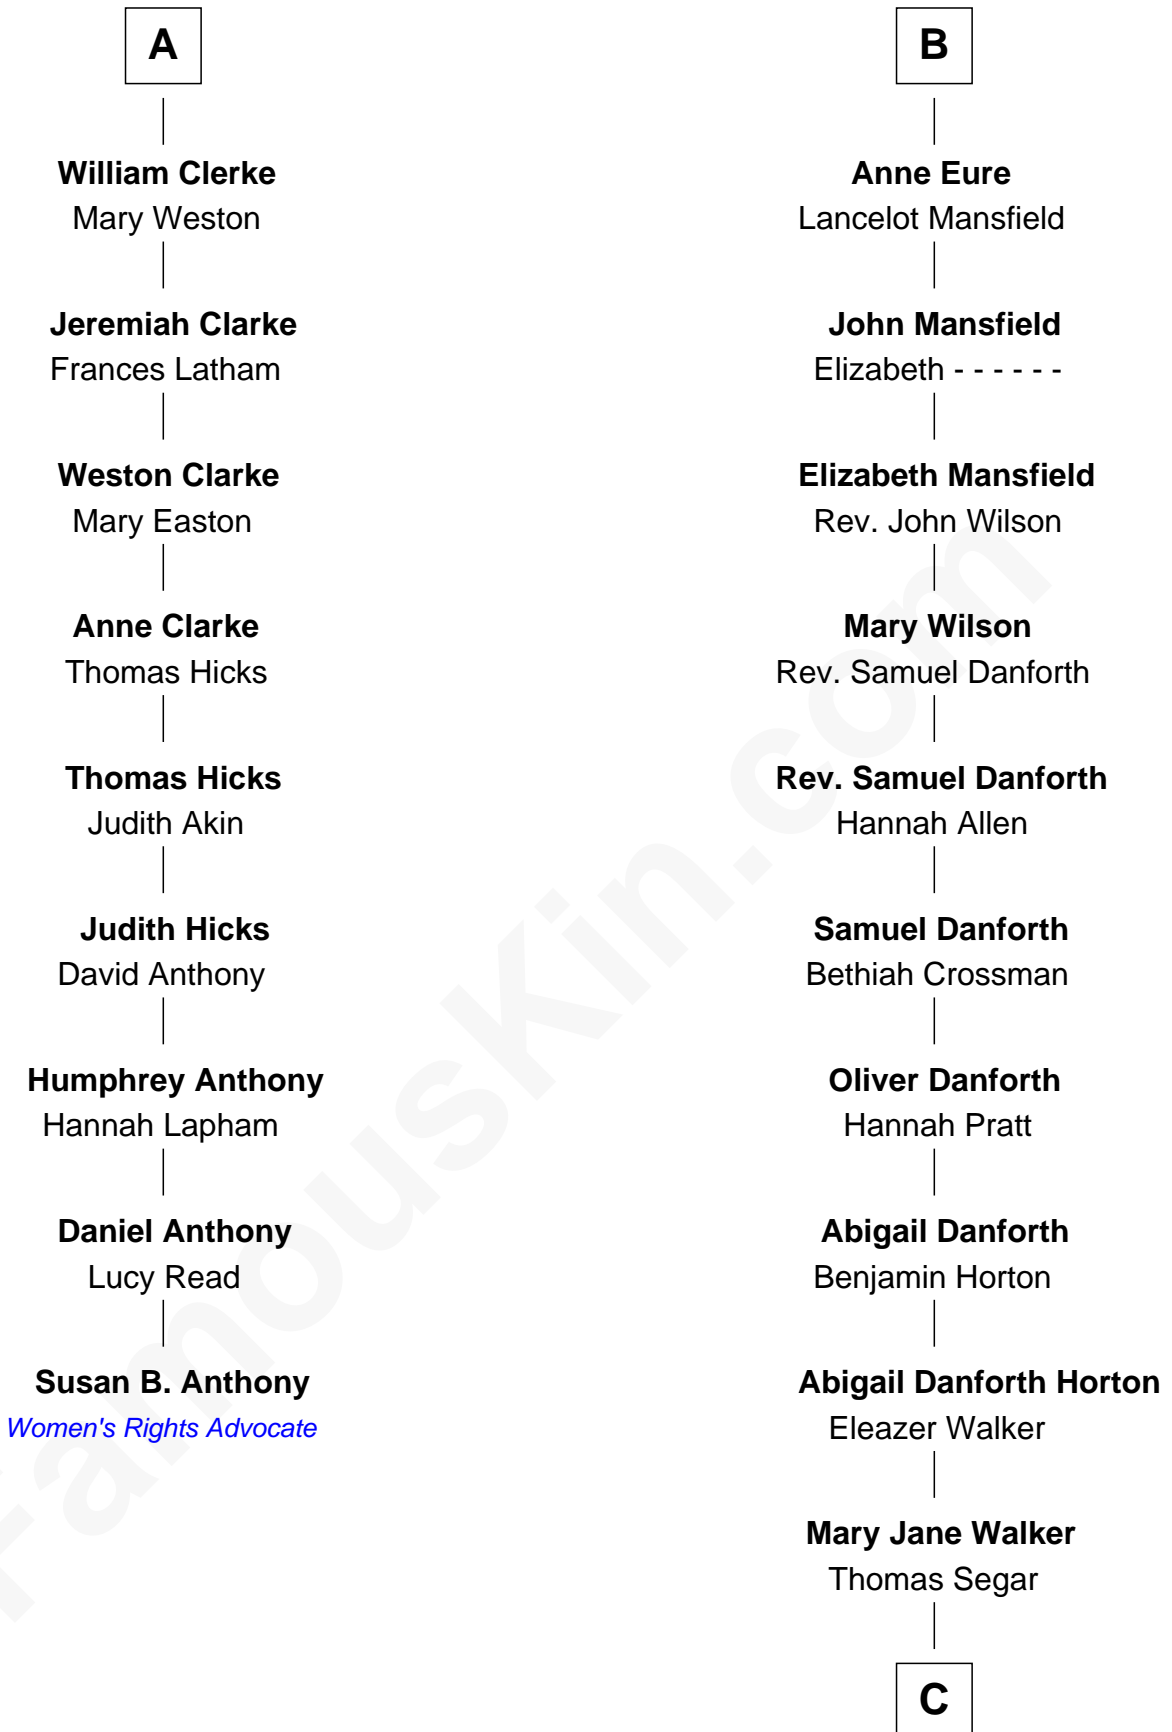 A
William Clerke
Mary Weston
Jeremiah Clarke
Frances Latham
Weston Clarke
Mary Easton
Anne Clarke
Thomas Hicks
Thomas Hicks
Judith Akin
Judith Hicks
David Anthony
Humphrey Anthony
Hannah Lapham
Daniel Anthony
Lucy Read
Susan B. Anthony
Women's Rights Advocate
B
Anne Eure
Lancelot Mansfield
John Mansfield
Elizabeth - - - - - -
Elizabeth Mansfield
Rev. John Wilson
Mary Wilson
Rev. Samuel Danforth
Rev. Samuel Danforth
Hannah Allen
Samuel Danforth
Bethiah Crossman
Oliver Danforth
Hannah Pratt
Abigail Danforth
Benjamin Horton
Abigail Danforth Horton
Eleazer Walker
Mary Jane Walker
Thomas Segar
C
FamousKin.com